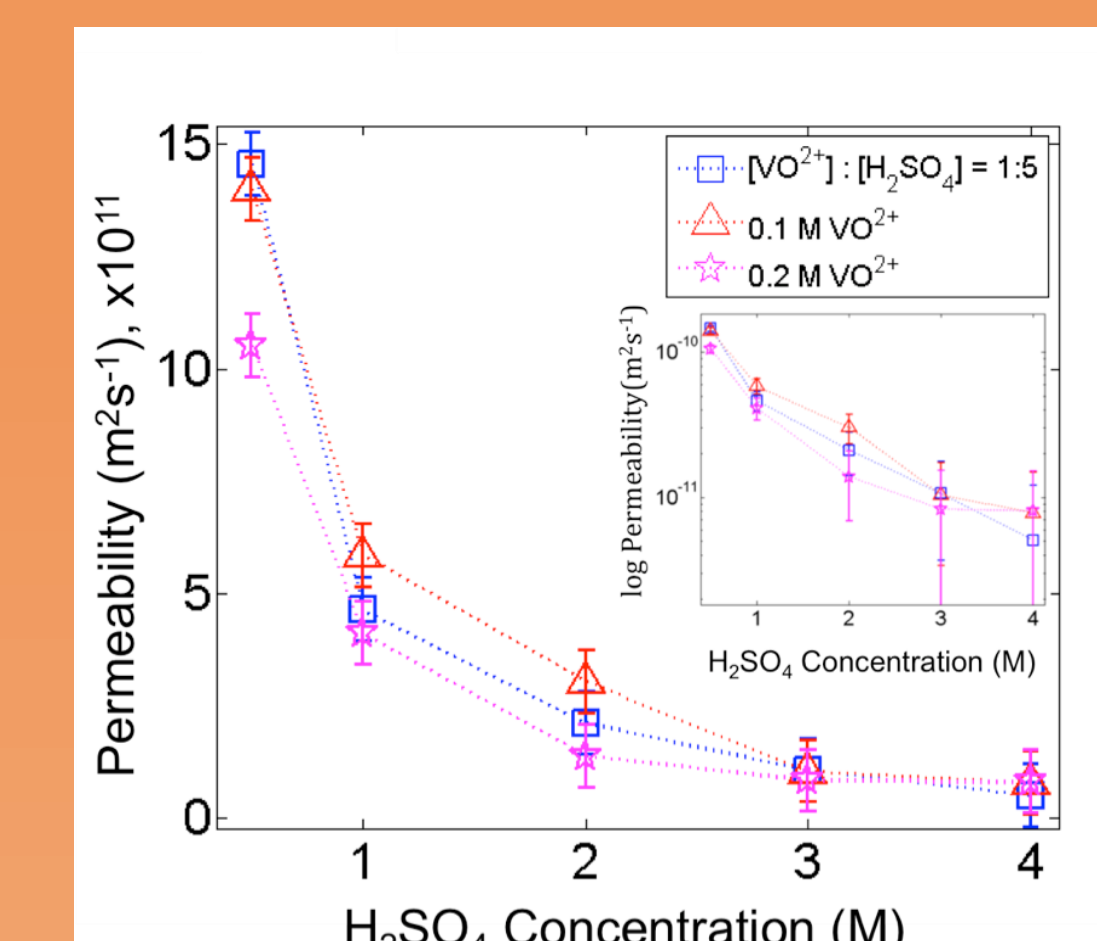 Permeability (m²s⁻¹), x10¹¹
15
10
5
0
1 2 3 4
H₂SO₄ Concentration (M)
[VO²⁺] : [H₂SO₄] = 1:5
0.1 M VO²⁺
0.2 M VO²⁺
log Permeability(m²s⁻¹)
10⁻¹⁰
10⁻¹¹
1 2 3 4
H₂SO₄ Concentration (M)